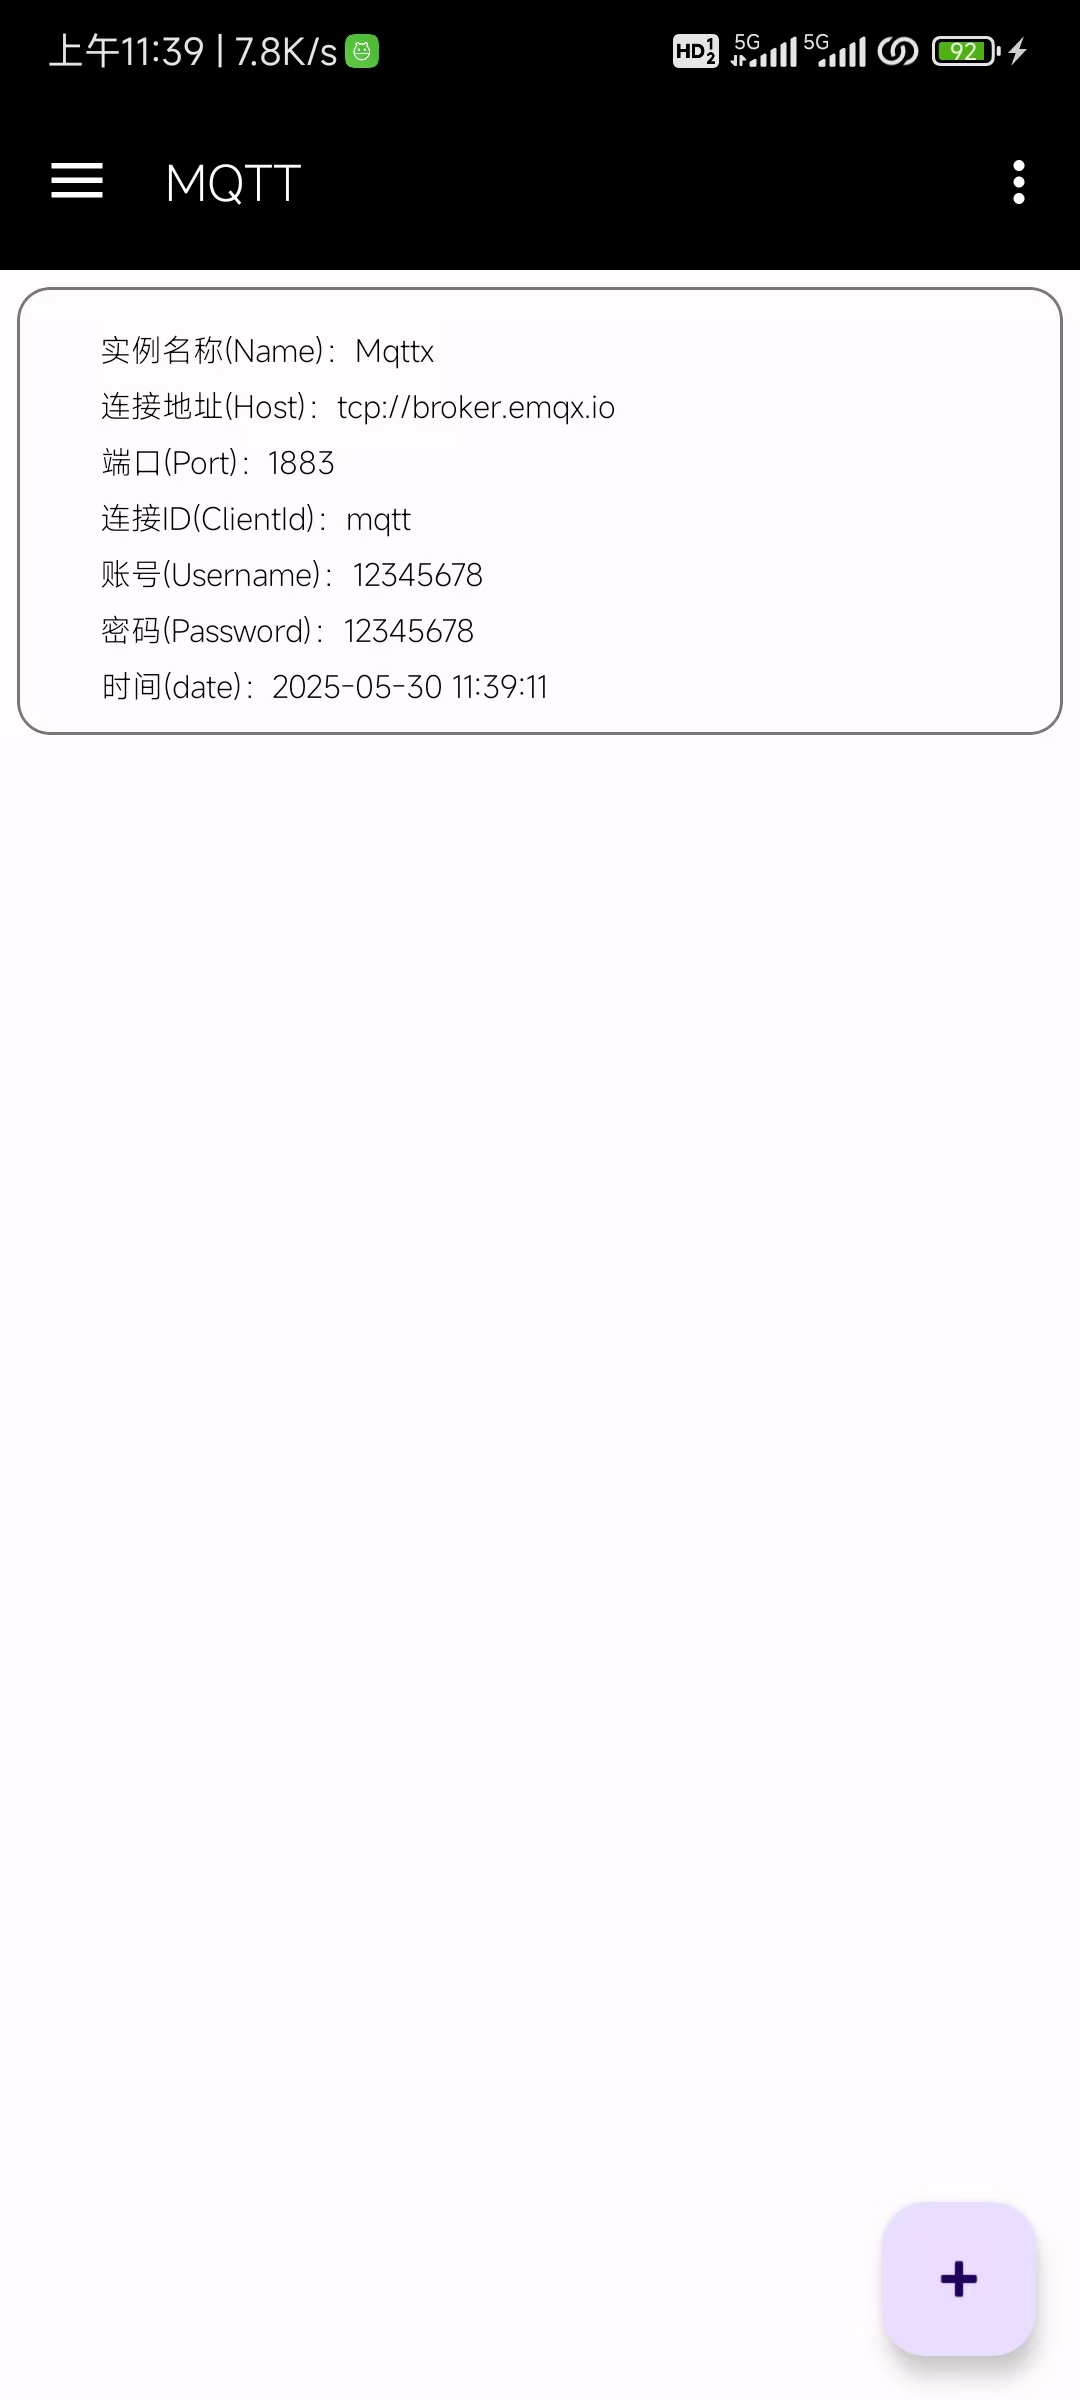 上午11:39 | 7.8K/s HD 1 2 5G 5G 92
MQTT
实例名称(Name)：Mqttx
连接地址(Host)：tcp://broker.emqx.io
端口(Port)：1883
连接ID(ClientId)：mqtt
账号(Username)：12345678
密码(Password)：12345678
时间(date)：2025-05-30 11:39:11